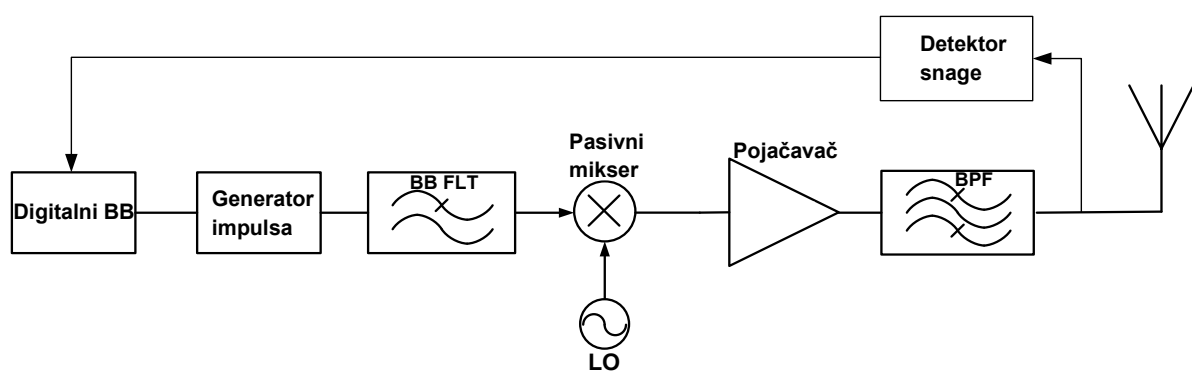 Detektor
snage
Pasivni
mikser
Pojačavač
Digitalni BB
Generator
impulsa
BB FLT
BPF
LO